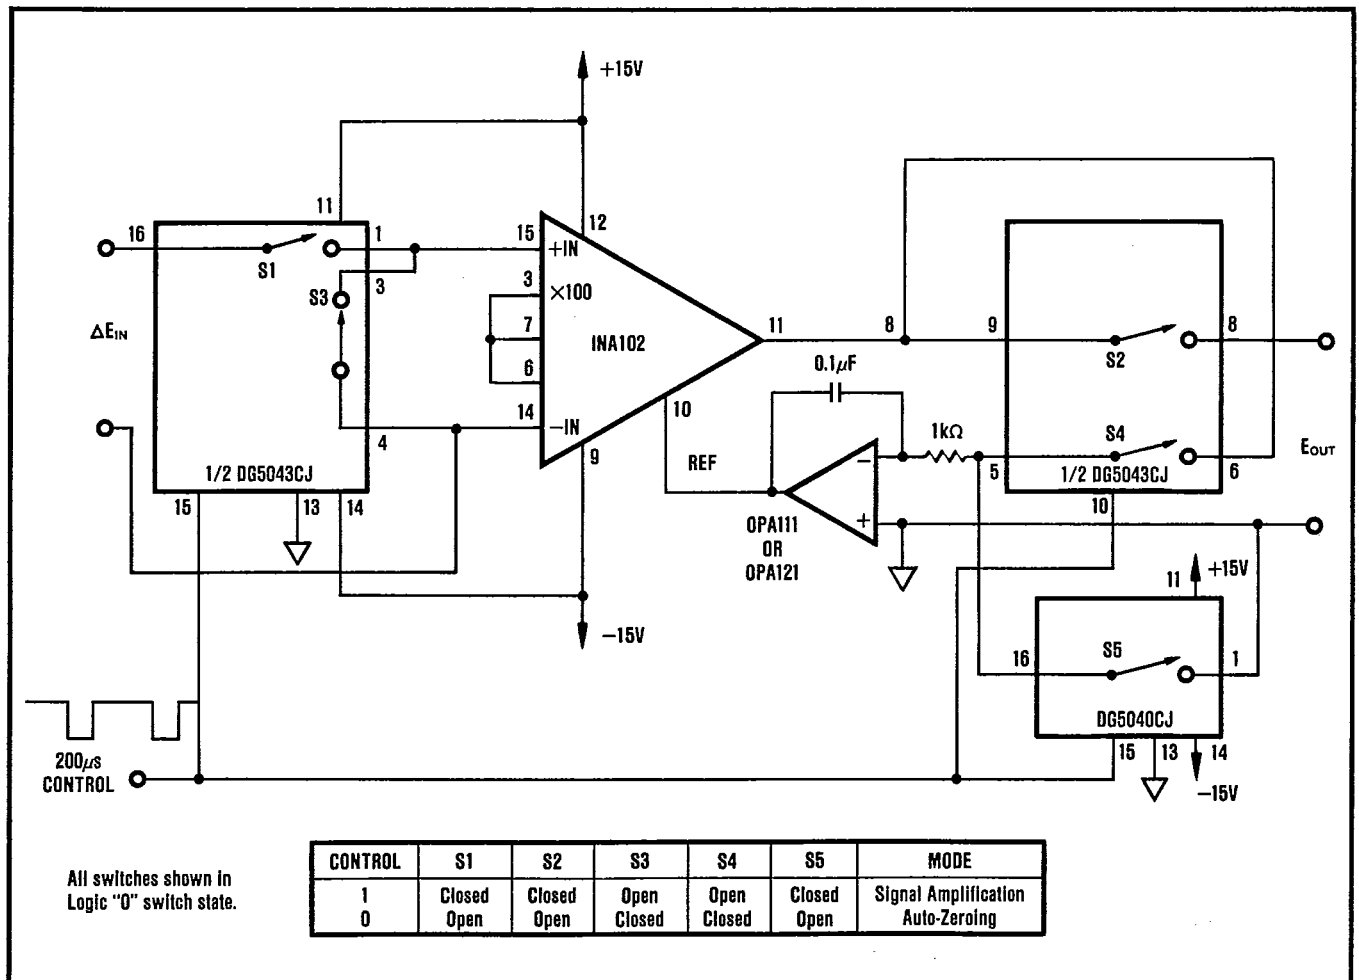 +15V
11
12
16
1
15
+IN
S1
3
3
×100
S3
ΔEIN
7
INA102
11
8
9
8
6
S2
0.1µF
10
14
-IN
4
1kΩ
S4
EOUT
REF
−
5
6
1/2 DG5043CJ
9
1/2 DG5043CJ
15
13
14
+
10
OPA111
OR
OPA121
11
+15V
-15V
16
S5
1
DG5040CJ
200µs
CONTROL
15
13
14
-15V
All switches shown in
Logic "0" switch state.
CONTROL S1 S2 S3 S4 S5 MODE
1 Closed Closed Open Open Closed Signal Amplification
0 Open Open Closed Closed Open Auto-Zeroing